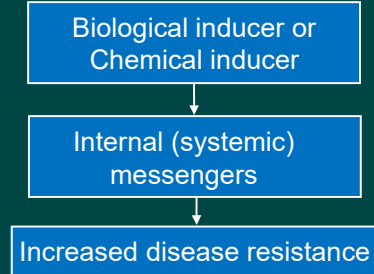 Biological inducer or
Chemical inducer
Internal (systemic)
messengers
Increased disease resistance